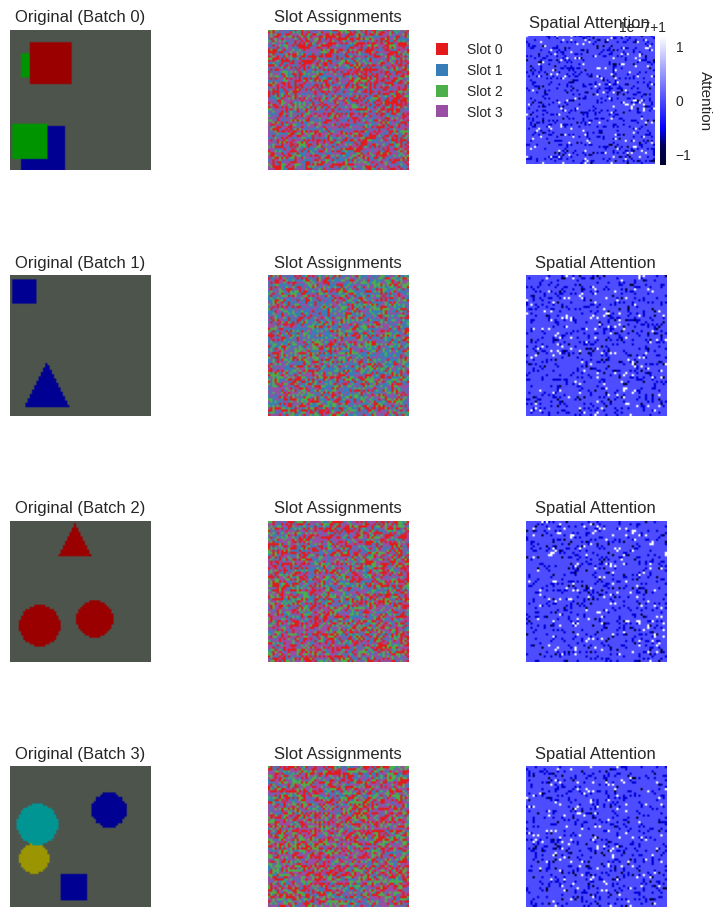 Original (Batch 0)
Slot Assignments
Slot 0
Slot 1
Slot 2
Slot 3
Spatial Attention
1e−7+1
1
0
−1
Attention
Original (Batch 1)
Slot Assignments
Spatial Attention
Original (Batch 2)
Slot Assignments
Spatial Attention
Original (Batch 3)
Slot Assignments
Spatial Attention